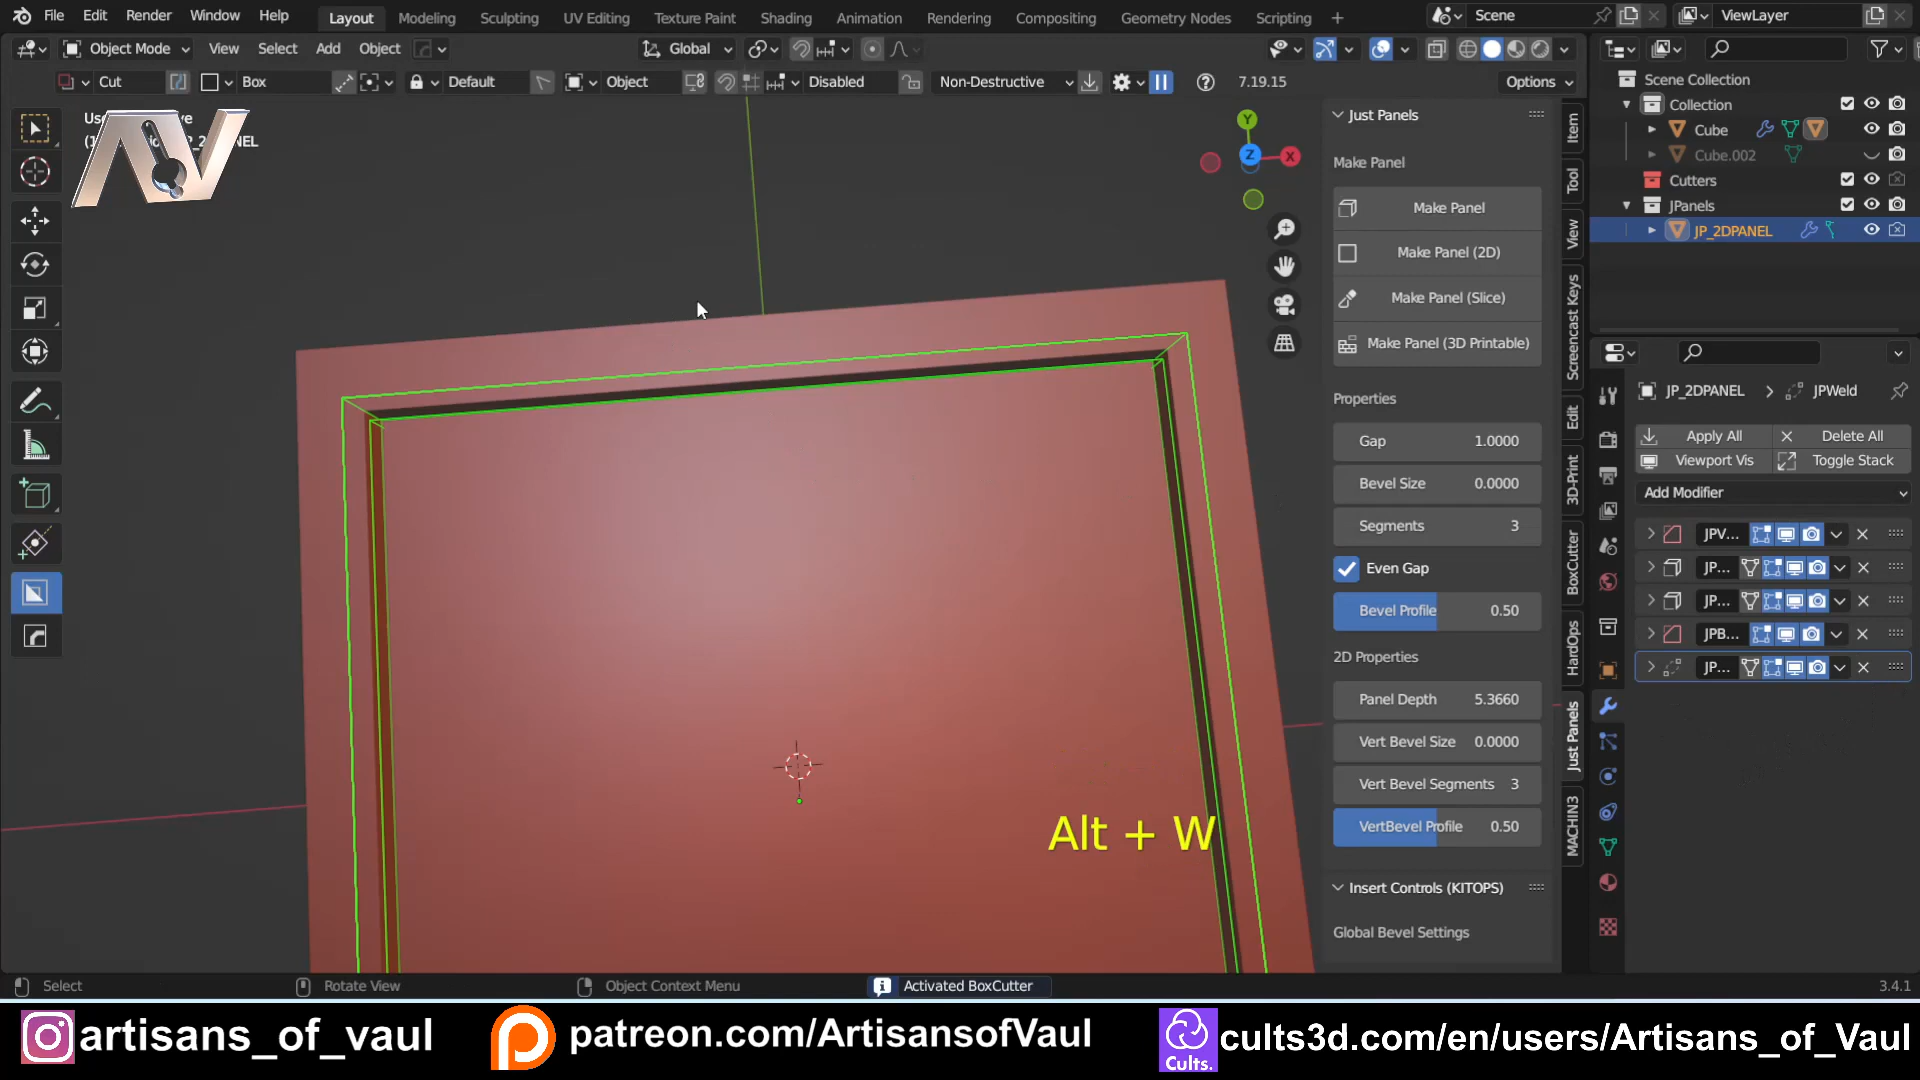 File Edit Render Window Help Layout Modeling Sculpting UV Editing Texture Paint Shading Animation Rendering Compositing Geometry Nodes Scripting + Scene ViewLayer
Object Mode View Select Add Object Global
Cut Box Default Object Disabled Non-Destructive 7.19.15 Options
AV
Y
Z
X
Just Panels
Make Panel
Make Panel
Make Panel (2D)
Make Panel (Slice)
Make Panel (3D Printable)
Properties
Gap 1.0000
Bevel Size 0.0000
Segments 3
Even Gap
Bevel Profile 0.50
2D Properties
Panel Depth 5.3660
Vert Bevel Size 0.0000
Vert Bevel Segments 3
VertBevel Profile 0.50
Insert Controls (KITOPS)
Global Bevel Settings
Item
Tool
View
Screencast Keys
Edit
3D-Print
BoxCutter
HardOps
Just Panels
MACHIN3
Scene Collection
Collection
Cube
Cube.002
Cutters
JPanels
JP_2DPANEL
JP_2DPANEL > JPWeld
Apply All Delete All
Viewport Vis Toggle Stack
Add Modifier
JPV...
JP...
JP...
JPB...
JP...
Alt + W
Select Rotate View Object Context Menu Activated BoxCutter 3.4.1
artisans_of_vaul patreon.com/ArtisansofVaul Cults. cults3d.com/en/users/Artisans_of_Vaul